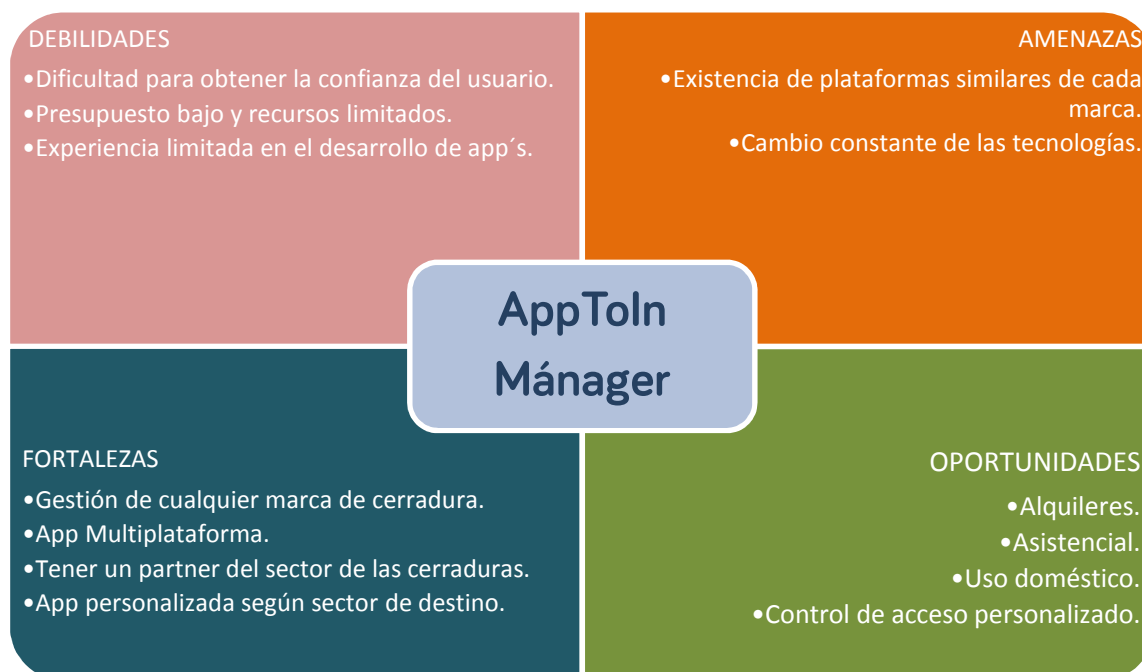 DEBILIDADES
•Dificultad para obtener la confianza del usuario.
•Presupuesto bajo y recursos limitados.
•Experiencia limitada en el desarrollo de app´s.
AMENAZAS
•Existencia de plataformas similares de cada
marca.
•Cambio constante de las tecnologías.
AppToIn
Mánager
FORTALEZAS
•Gestión de cualquier marca de cerradura.
•App Multiplataforma.
•Tener un partner del sector de las cerraduras.
•App personalizada según sector de destino.
OPORTUNIDADES
•Alquileres.
•Asistencial.
•Uso doméstico.
•Control de acceso personalizado.